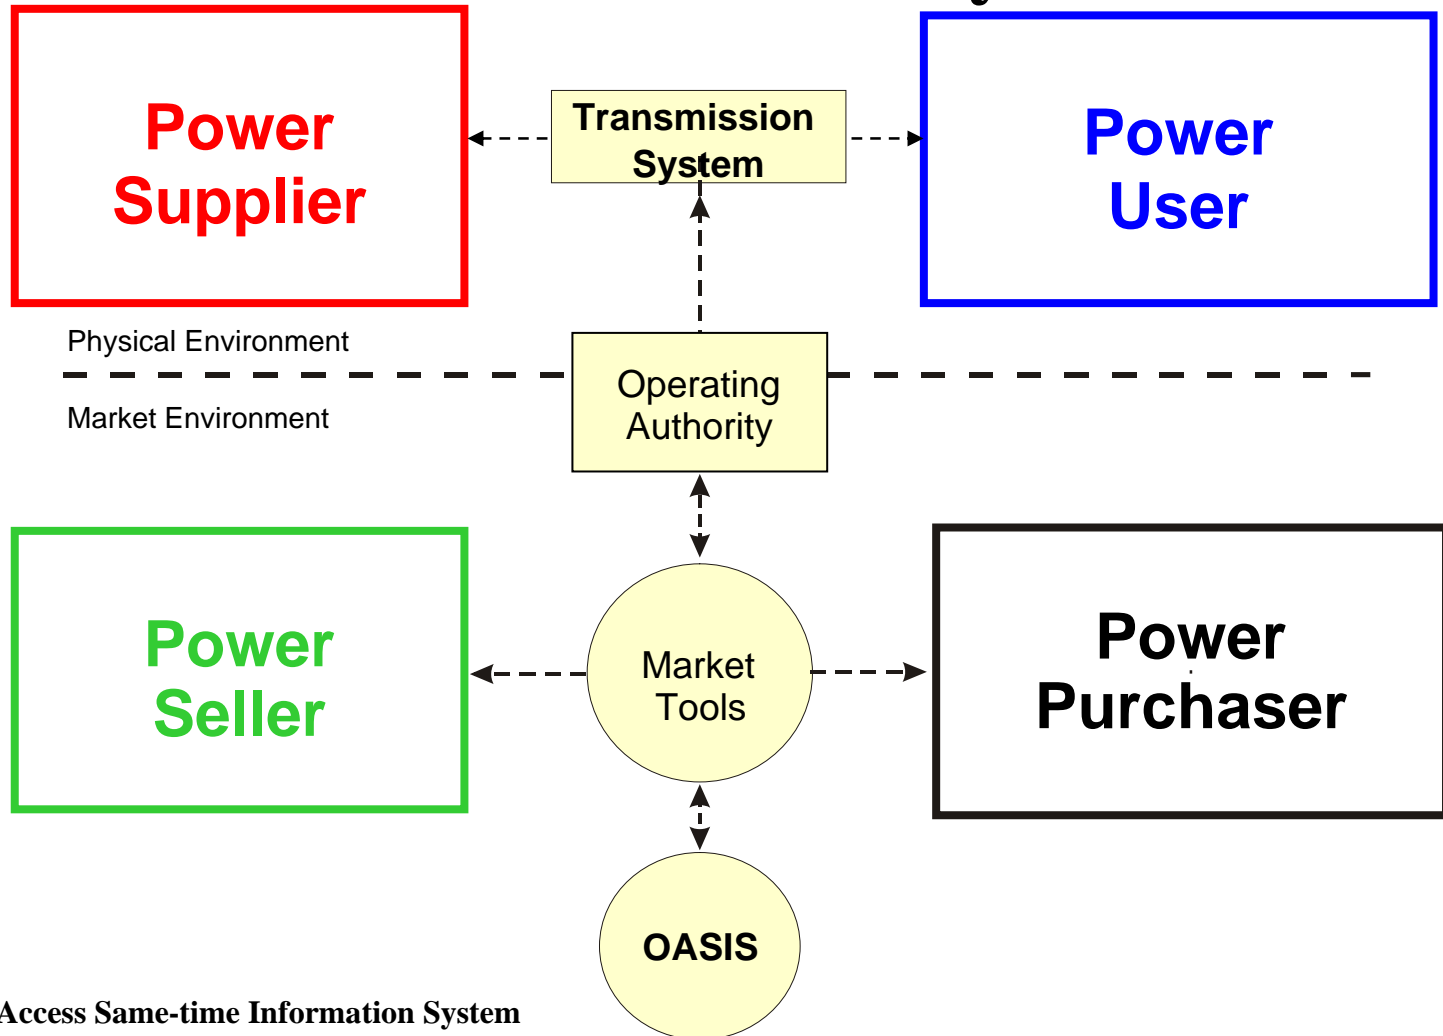 Power
Supplier
Transmission
System
Power
User
Physical Environment
Market Environment
Operating
Authority
Power
Seller
Market
Tools
Power
Purchaser
OASIS
Access Same-time Information System